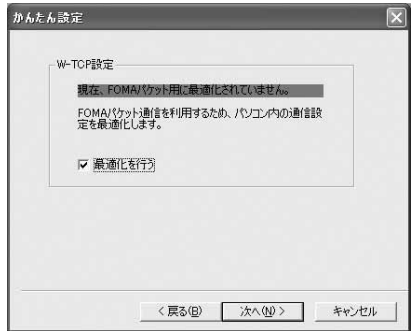 かんたん設定
W-TCP設定
現在、FOMAパケット用に最適化されていません。
FOMAパケット通信を利用するため、パソコン内の通信設
定を最適化します。
最適化を行う
< 戻る(B)
次へ(N) >
キャンセル